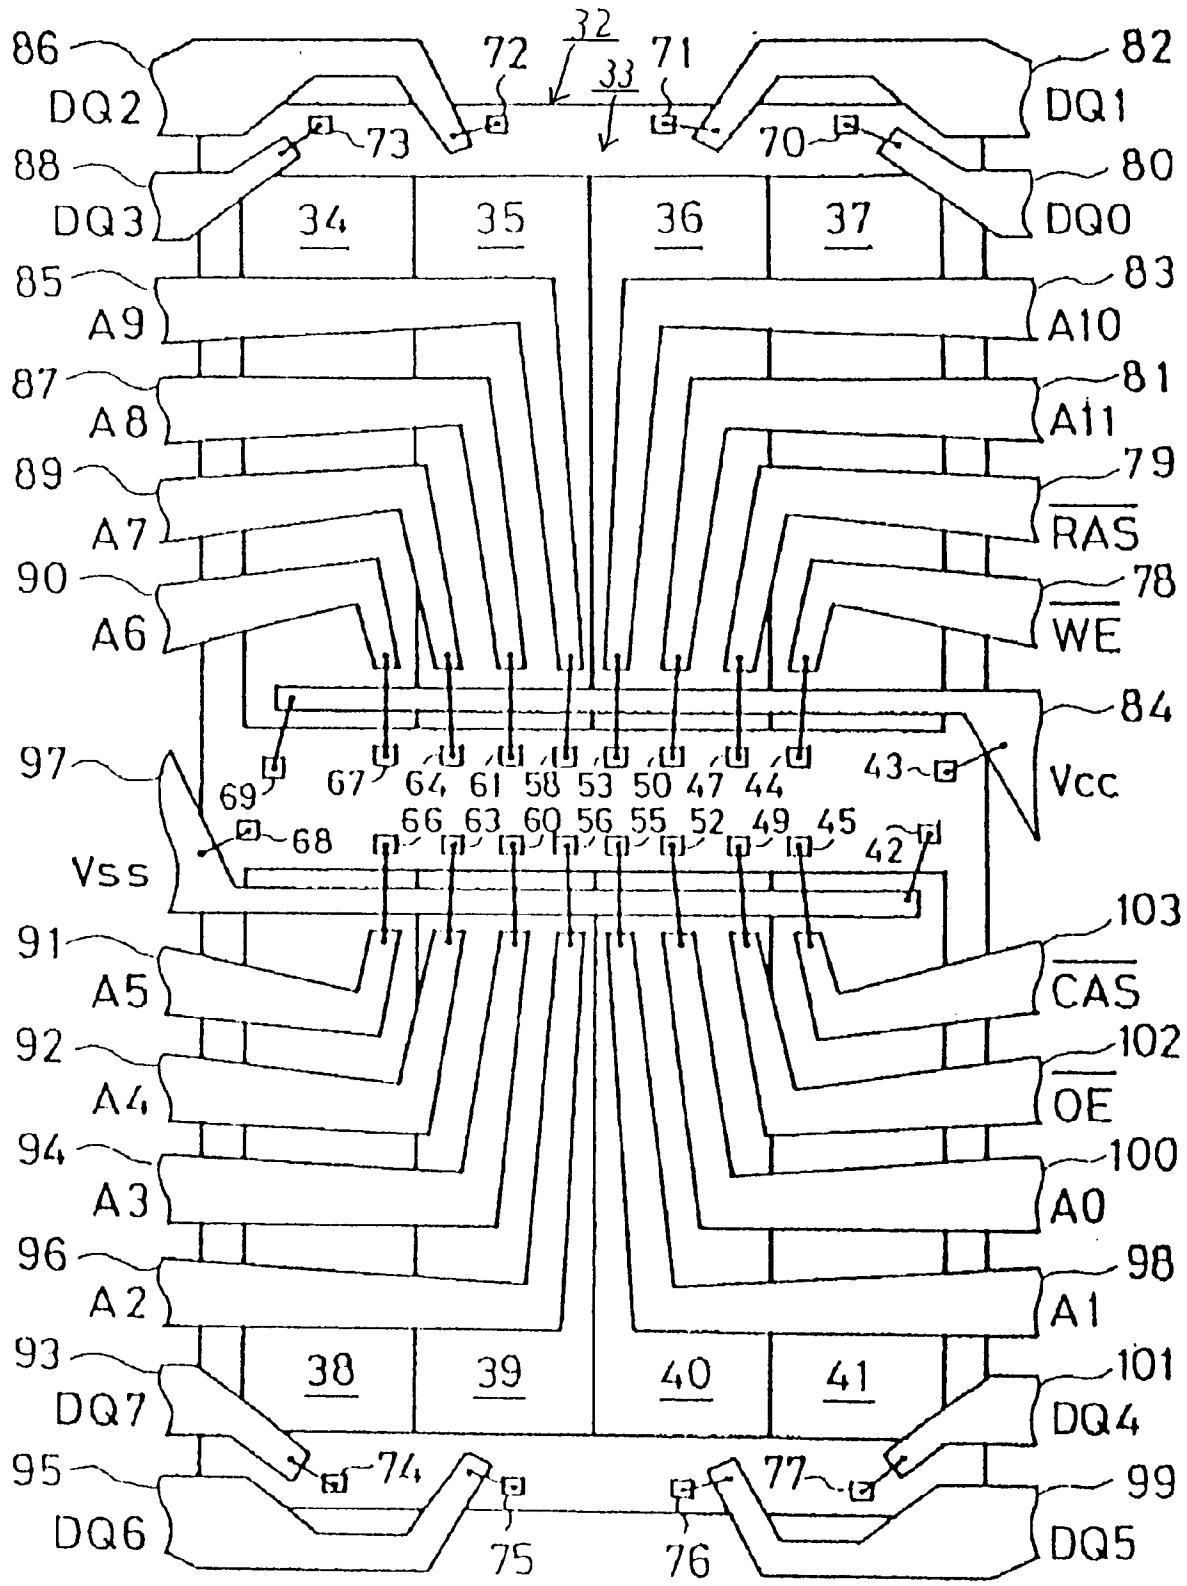 86 72 32 71 82
33
DQ2 DQ1
73 70
88 80
DQ3 34 35 36 37 DQ0
85 83
A9 A10
87 81
A8 A11
89 79
A7 RAS
90 78
A6 WE
84
97 69 67 64 61 58 53 50 47 44 43 Vcc
68 66 63 60 56 55 52 49 45 42
Vss
91 103
A5 CAS
92 102
A4 OE
94 100
A3 A0
96 98
A2 A1
93 38 39 40 41 101
DQ7 DQ4
95 74 77 99
DQ6 75 76 DQ5